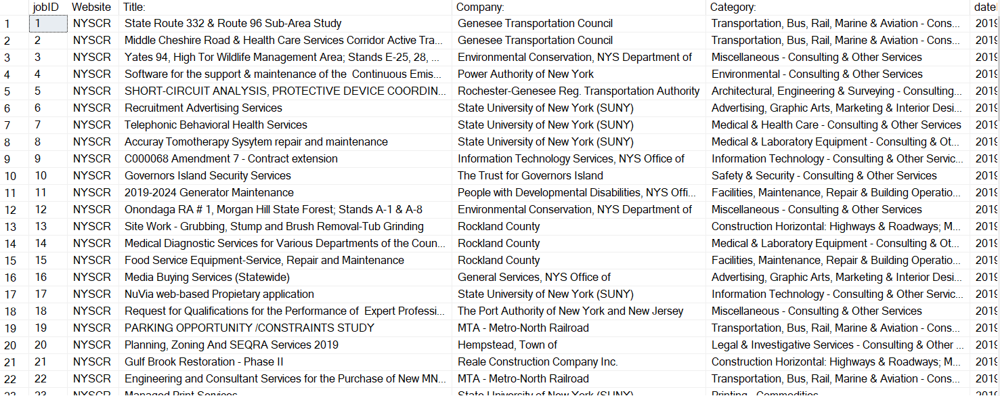 jobID Website Title: Company: Category: date
1 1 NYSCR State Route 332 & Route 96 Sub-Area Study Genesee Transportation Council Transportation, Bus, Rail, Marine & Aviation - Cons... 2019
2 2 NYSCR Middle Cheshire Road & Health Care Services Corridor Active Tra... Genesee Transportation Council Transportation, Bus, Rail, Marine & Aviation - Cons... 2019
3 3 NYSCR Yates 94, High Tor Wildlife Management Area; Stands E-25, 28, ... Environmental Conservation, NYS Department of Miscellaneous - Consulting & Other Services 2019
4 4 NYSCR Software for the support & maintenance of the  Continuous Emis... Power Authority of New York Environmental - Consulting & Other Services 2019
5 5 NYSCR SHORT-CIRCUIT ANALYSIS, PROTECTIVE DEVICE COORDIN... Rochester-Genesee Reg. Transportation Authority Architectural, Engineering & Surveying - Consulting... 2019
6 6 NYSCR Recruitment Advertising Services State University of New York (SUNY) Advertising, Graphic Arts, Marketing & Interior Desi... 2019
7 7 NYSCR Telephonic Behavioral Health Services State University of New York (SUNY) Medical & Health Care - Consulting & Other Services 2019
8 8 NYSCR Accuray Tomotherapy Sysytem repair and maintenance State University of New York (SUNY) Medical & Laboratory Equipment - Consulting & Ot... 2019
9 9 NYSCR C000068 Amendment 7 - Contract extension Information Technology Services, NYS Office of Information Technology - Consulting & Other Servic... 2019
10 10 NYSCR Governors Island Security Services The Trust for Governors Island Safety & Security - Consulting & Other Services 2019
11 11 NYSCR 2019-2024 Generator Maintenance People with Developmental Disabilities, NYS Offi... Facilities, Maintenance, Repair & Building Operatio... 2019
12 12 NYSCR Onondaga RA # 1, Morgan Hill State Forest; Stands A-1 & A-8 Environmental Conservation, NYS Department of Miscellaneous - Consulting & Other Services 2019
13 13 NYSCR Site Work - Grubbing, Stump and Brush Removal-Tub Grinding Rockland County Construction Horizontal: Highways & Roadways; M... 2019
14 14 NYSCR Medical Diagnostic Services for Various Departments of the Coun... Rockland County Medical & Laboratory Equipment - Consulting & Ot... 2019
15 15 NYSCR Food Service Equipment-Service, Repair and Maintenance Rockland County Facilities, Maintenance, Repair & Building Operatio... 2019
16 16 NYSCR Media Buying Services (Statewide) General Services, NYS Office of Advertising, Graphic Arts, Marketing & Interior Desi... 2019
17 17 NYSCR NuVia web-based Propietary application State University of New York (SUNY) Information Technology - Consulting & Other Servic... 2019
18 18 NYSCR Request for Qualifications for the Performance of  Expert Professi... The Port Authority of New York and New Jersey Miscellaneous - Consulting & Other Services 2019
19 19 NYSCR PARKING OPPORTUNITY /CONSTRAINTS STUDY MTA - Metro-North Railroad Transportation, Bus, Rail, Marine & Aviation - Cons... 2019
20 20 NYSCR Planning, Zoning And SEQRA Services 2019 Hempstead, Town of Legal & Investigative Services - Consulting & Other ... 2019
21 21 NYSCR Gulf Brook Restoration - Phase II Reale Construction Company Inc. Construction Horizontal: Highways & Roadways; M... 2019
22 22 NYSCR Engineering and Consultant Services for the Purchase of New MN... MTA - Metro-North Railroad Transportation, Bus, Rail, Marine & Aviation - Cons... 2019
23 23 NYSCR Managed Print Services State University of New York (SUNY) Printing - Commodities 2019